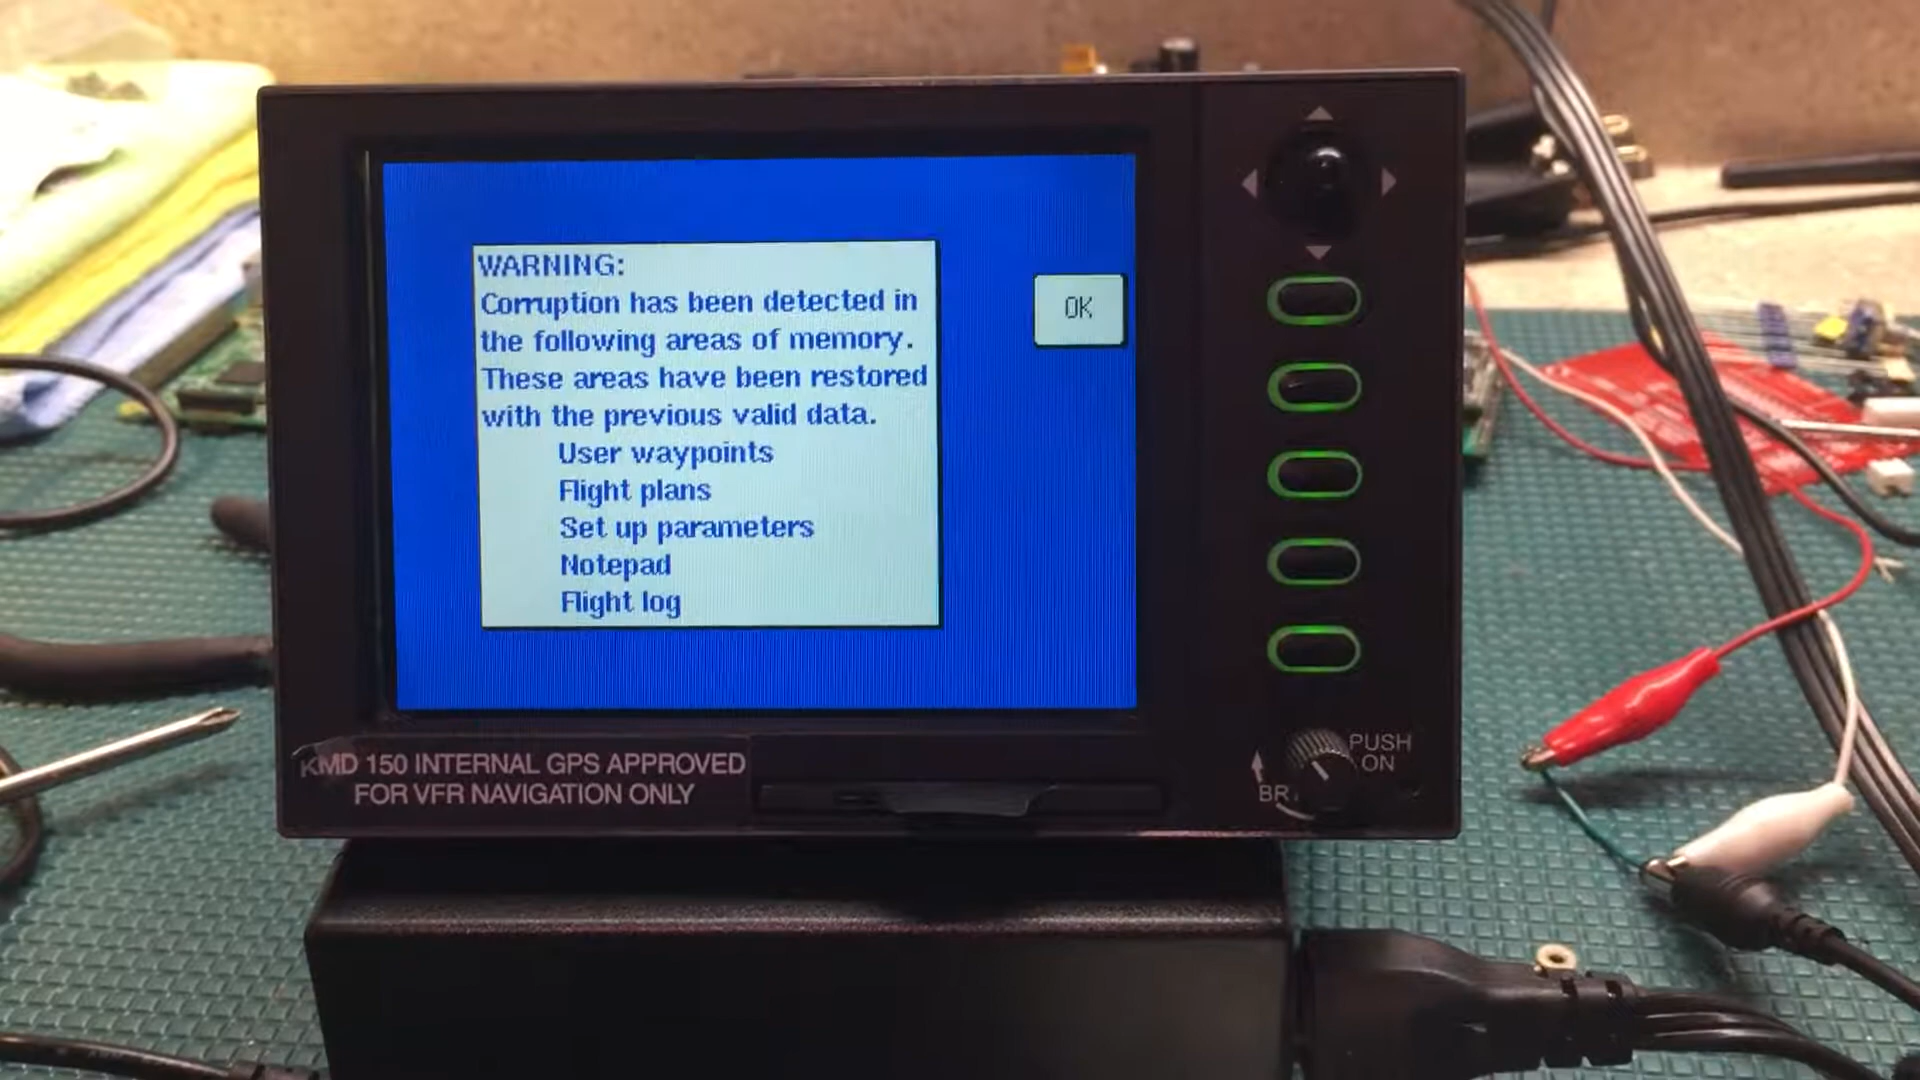 WARNING:
Corruption has been detected in
the following areas of memory.
These areas have been restored
with the previous valid data.
User waypoints
Flight plans
Set up parameters
Notepad
Flight log
OK
KMD 150 INTERNAL GPS APPROVED
FOR VFR NAVIGATION ONLY
PUSH
ON